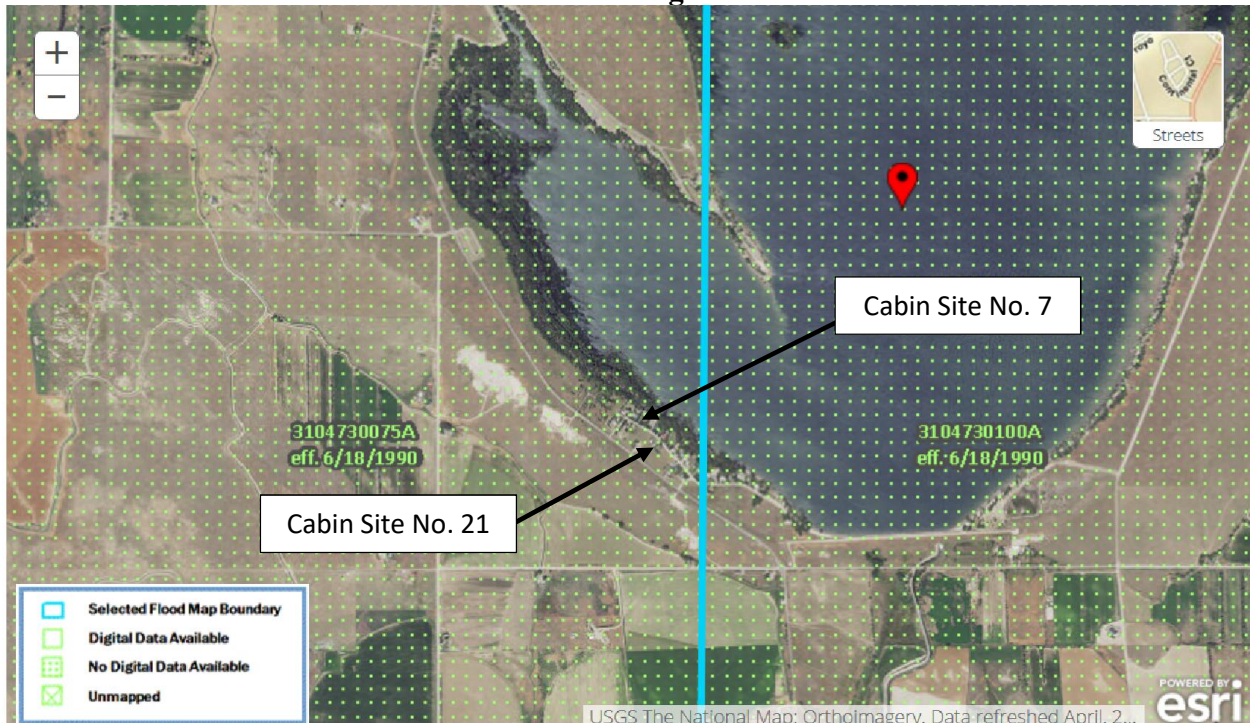 +
−
Streets
Cabin Site No. 7
3104730075A
eff. 6/18/1990
3104730100A
eff. 6/18/1990
Cabin Site No. 21
Selected Flood Map Boundary
Digital Data Available
No Digital Data Available
Unmapped
USGS The National Map: Orthoimagery. Data refreshed April, 2...
POWERED BY
esri